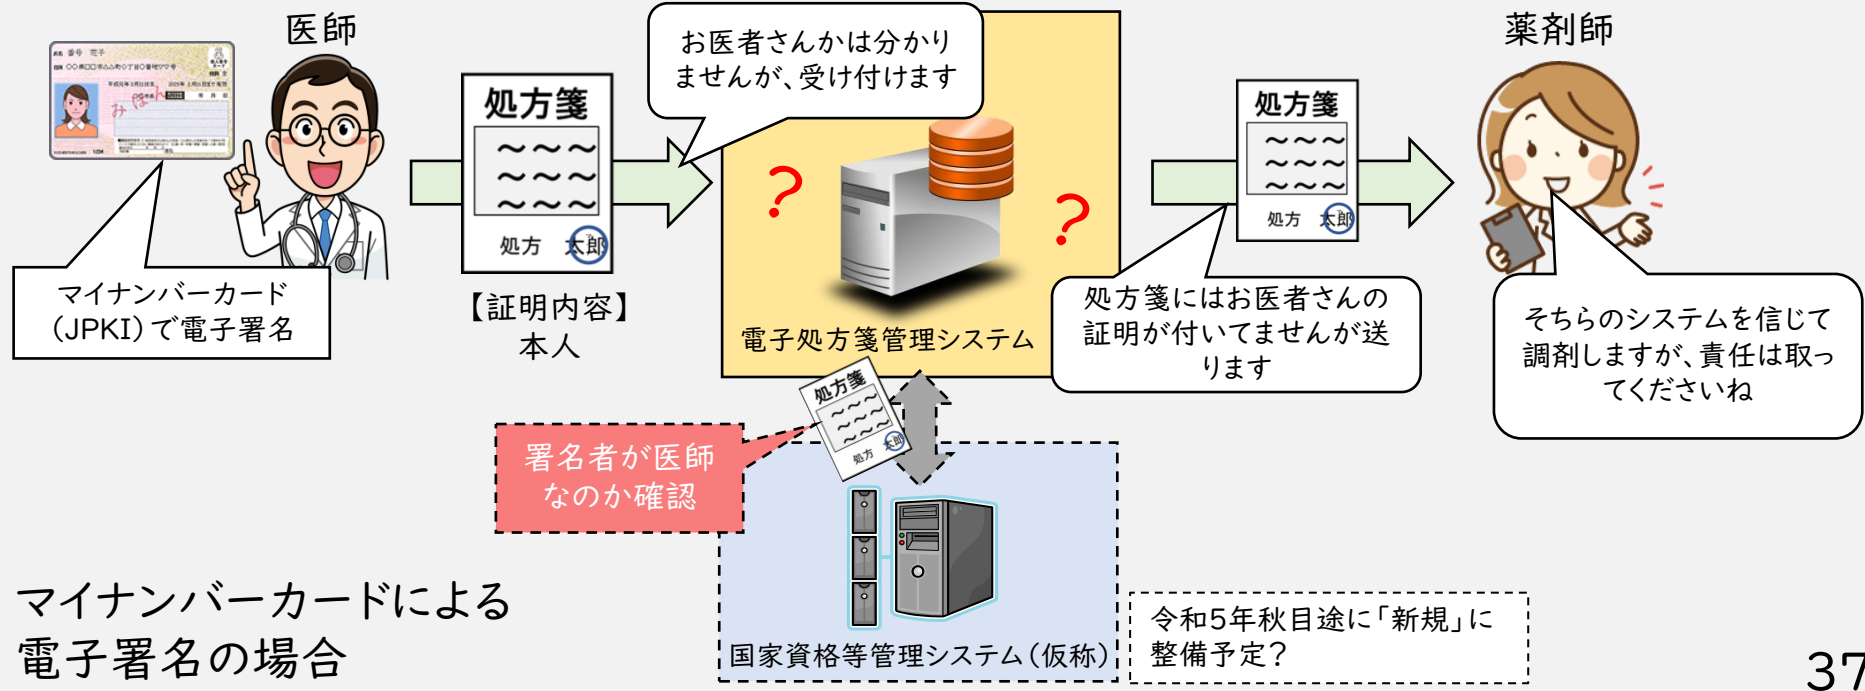 医師
薬剤師
氏名 番号 花子
みほん
1234
マイナンバーカード
(JPKI)で電子署名
処方箋
～～～
～～～
～～～
処方 太郎
【証明内容】
本人
お医者さんかは分かり
ませんが、受け付けます
?
?
電子処方箋管理システム
処方箋
～～～
～～～
～～～
処方 太郎
処方箋にはお医者さんの
証明が付いてませんが送
ります
そちらのシステムを信じて
調剤しますが、責任は取っ
てくださいね
処方箋
～～～
～～～
～～～
処方 太郎
署名者が医師
なのか確認
国家資格等管理システム(仮称)
令和5年秋目途に「新規」に
整備予定?
マイナンバーカードによる
電子署名の場合
37